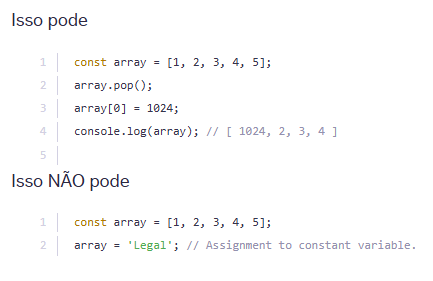 Isso pode
1 const array = [1, 2, 3, 4, 5];
2 array.pop();
3 array[0] = 1024;
4 console.log(array); // [ 1024, 2, 3, 4 ]
5
Isso NÃO pode
1 const array = [1, 2, 3, 4, 5];
2 array = 'Legal'; // Assignment to constant variable.